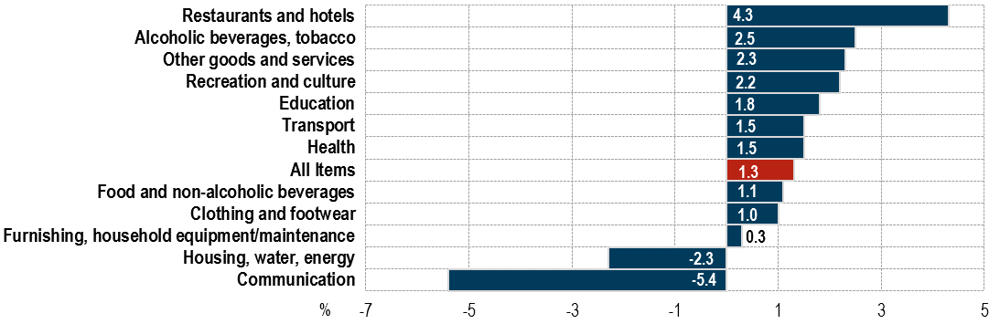 Restaurants and hotels 4.3
Alcoholic beverages, tobacco 2.5
Other goods and services 2.3
Recreation and culture 2.2
Education 1.8
Transport 1.5
Health 1.5
All Items 1.3
Food and non-alcoholic beverages 1.1
Clothing and footwear 1.0
Furnishing, household equipment/maintenance 0.3
Housing, water, energy -2.3
Communication -5.4
% -7 -5 -3 -1 1 3 5